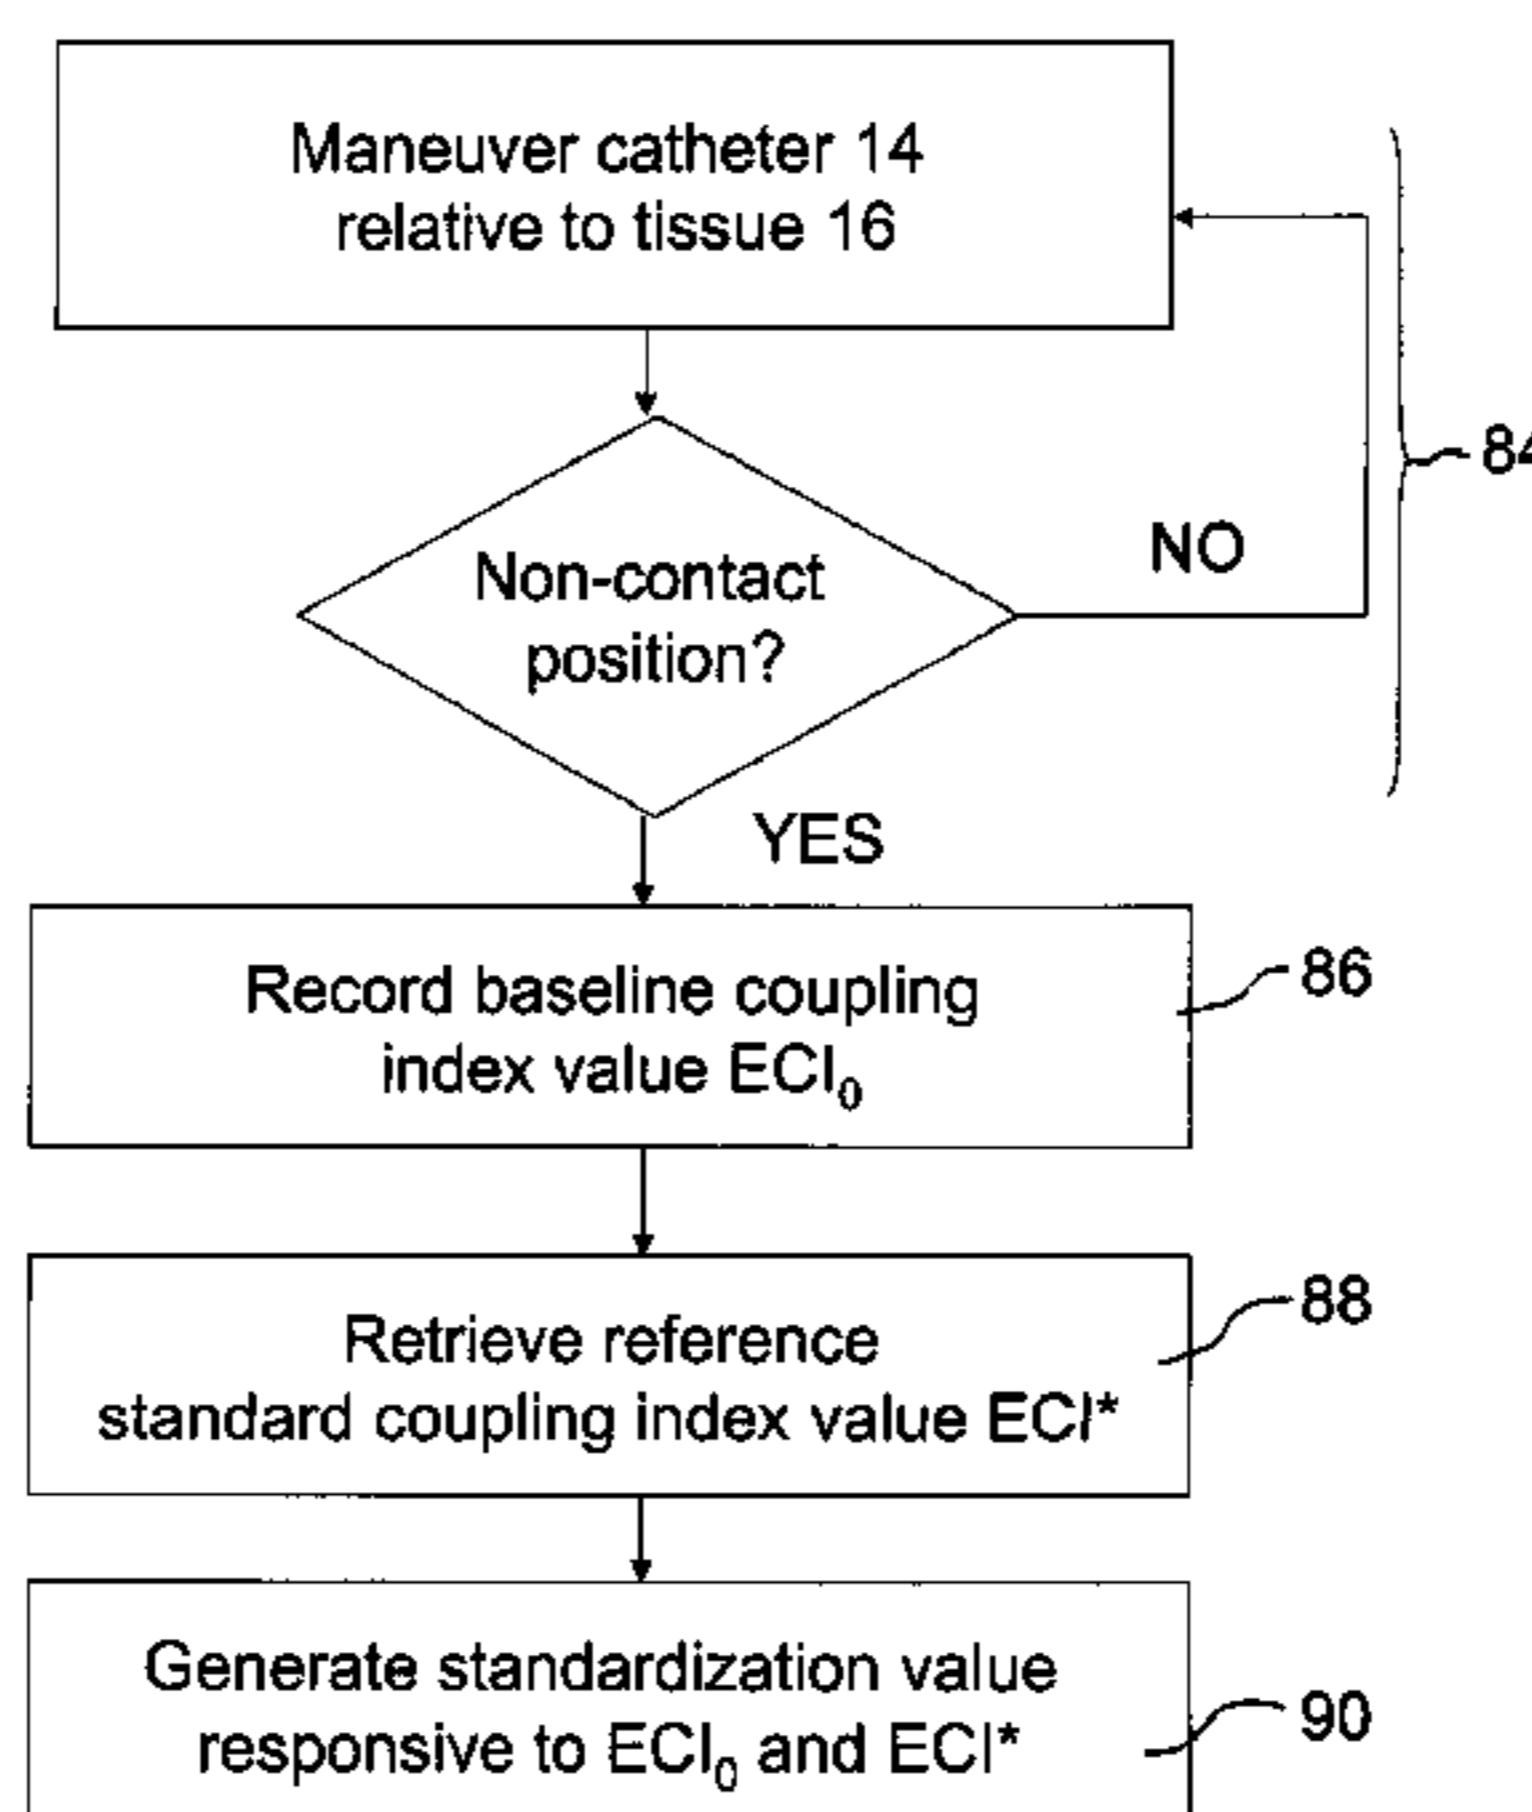 Maneuver catheter 14
relative to tissue 16
84
Non-contact
position?
NO
YES
Record baseline coupling
index value ECI₀
86
Retrieve reference
standard coupling index value ECI*
88
Generate standardization value
responsive to ECI₀ and ECI*
90